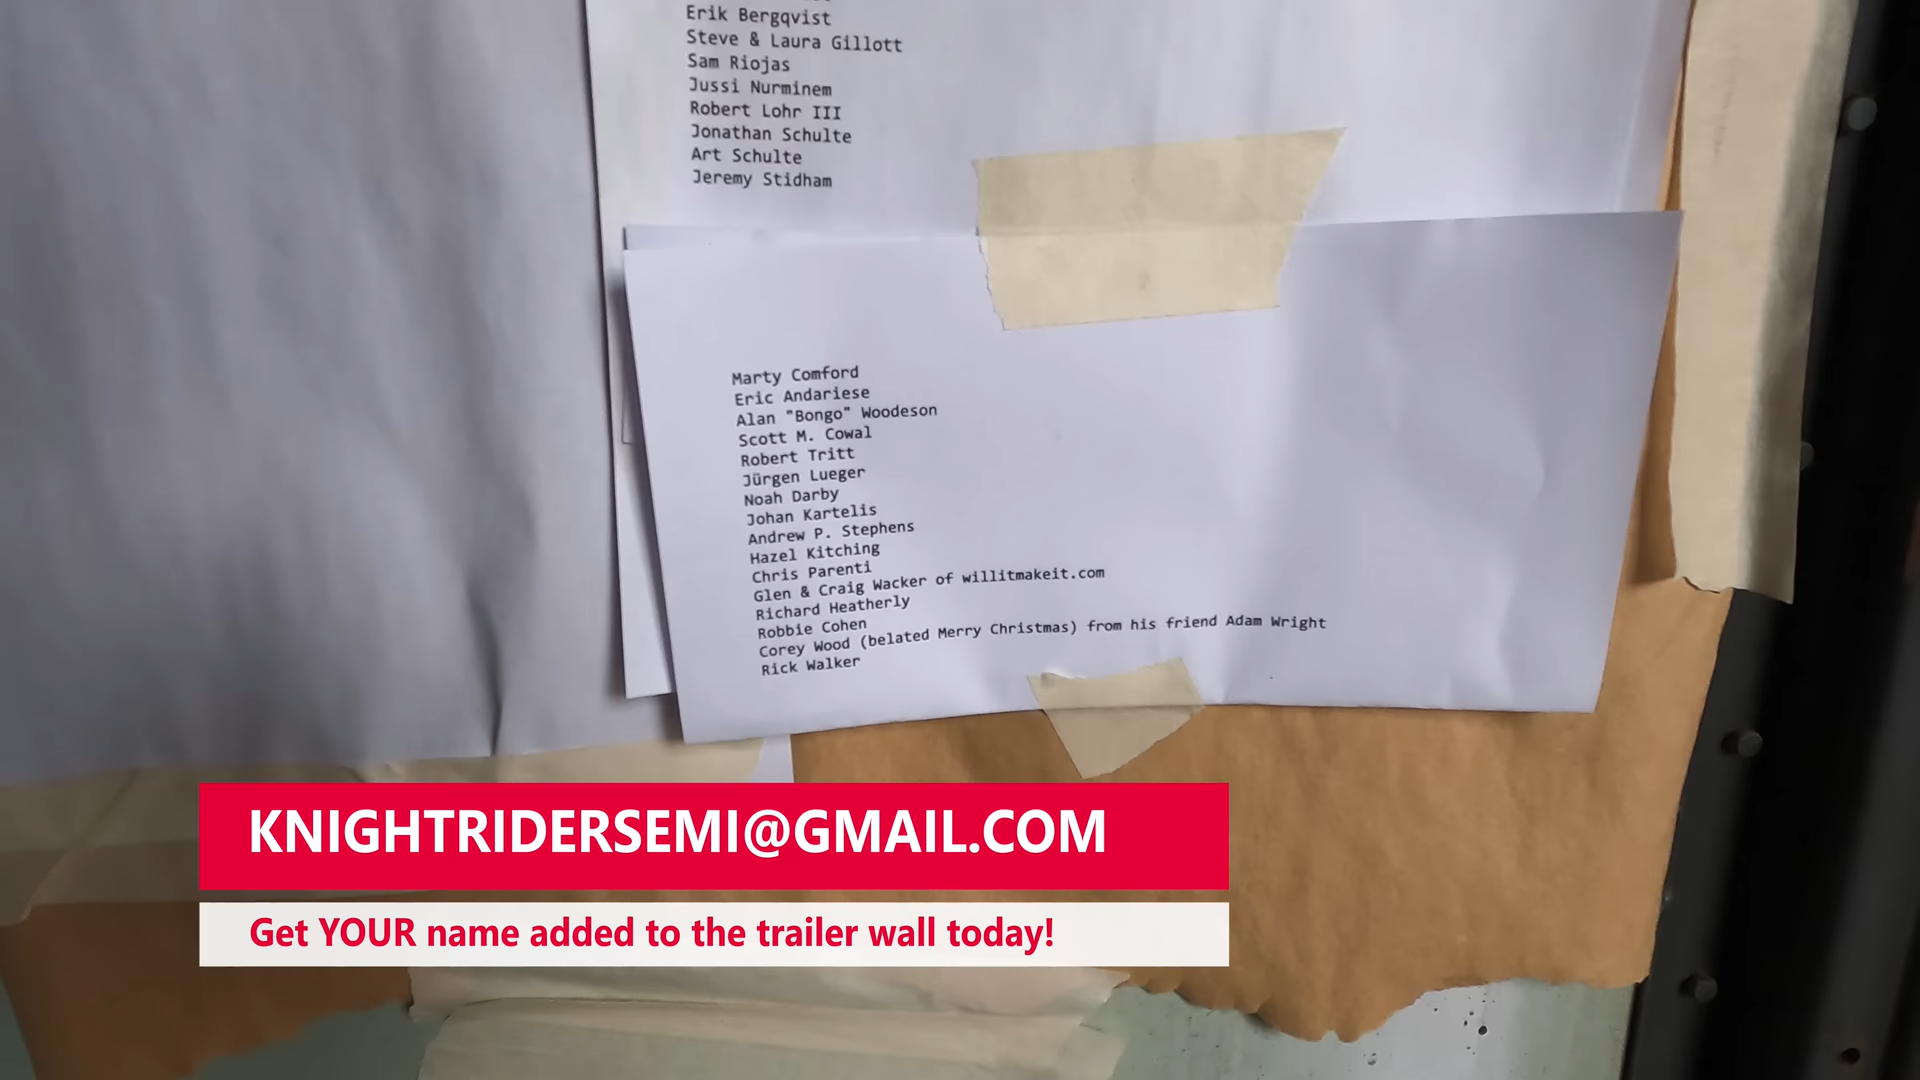 Erik Bergqvist
Steve & Laura Gillott
Sam Riojas
Jussi Nurminem
Robert Lohr III
Jonathan Schulte
Art Schulte
Jeremy Stidham
Marty Comford
Eric Andariese
Alan "Bongo" Woodeson
Scott M. Cowal
Robert Tritt
Jürgen Lueger
Noah Darby
Johan Kartelis
Andrew P. Stephens
Hazel Kitching
Chris Parenti
Glen & Craig Wacker of willitmakeit.com
Richard Heatherly
Robbie Cohen
Corey Wood (belated Merry Christmas) from his friend Adam Wright
Rick Walker
KNIGHTRIDERSEMI@GMAIL.COM
Get YOUR name added to the trailer wall today!